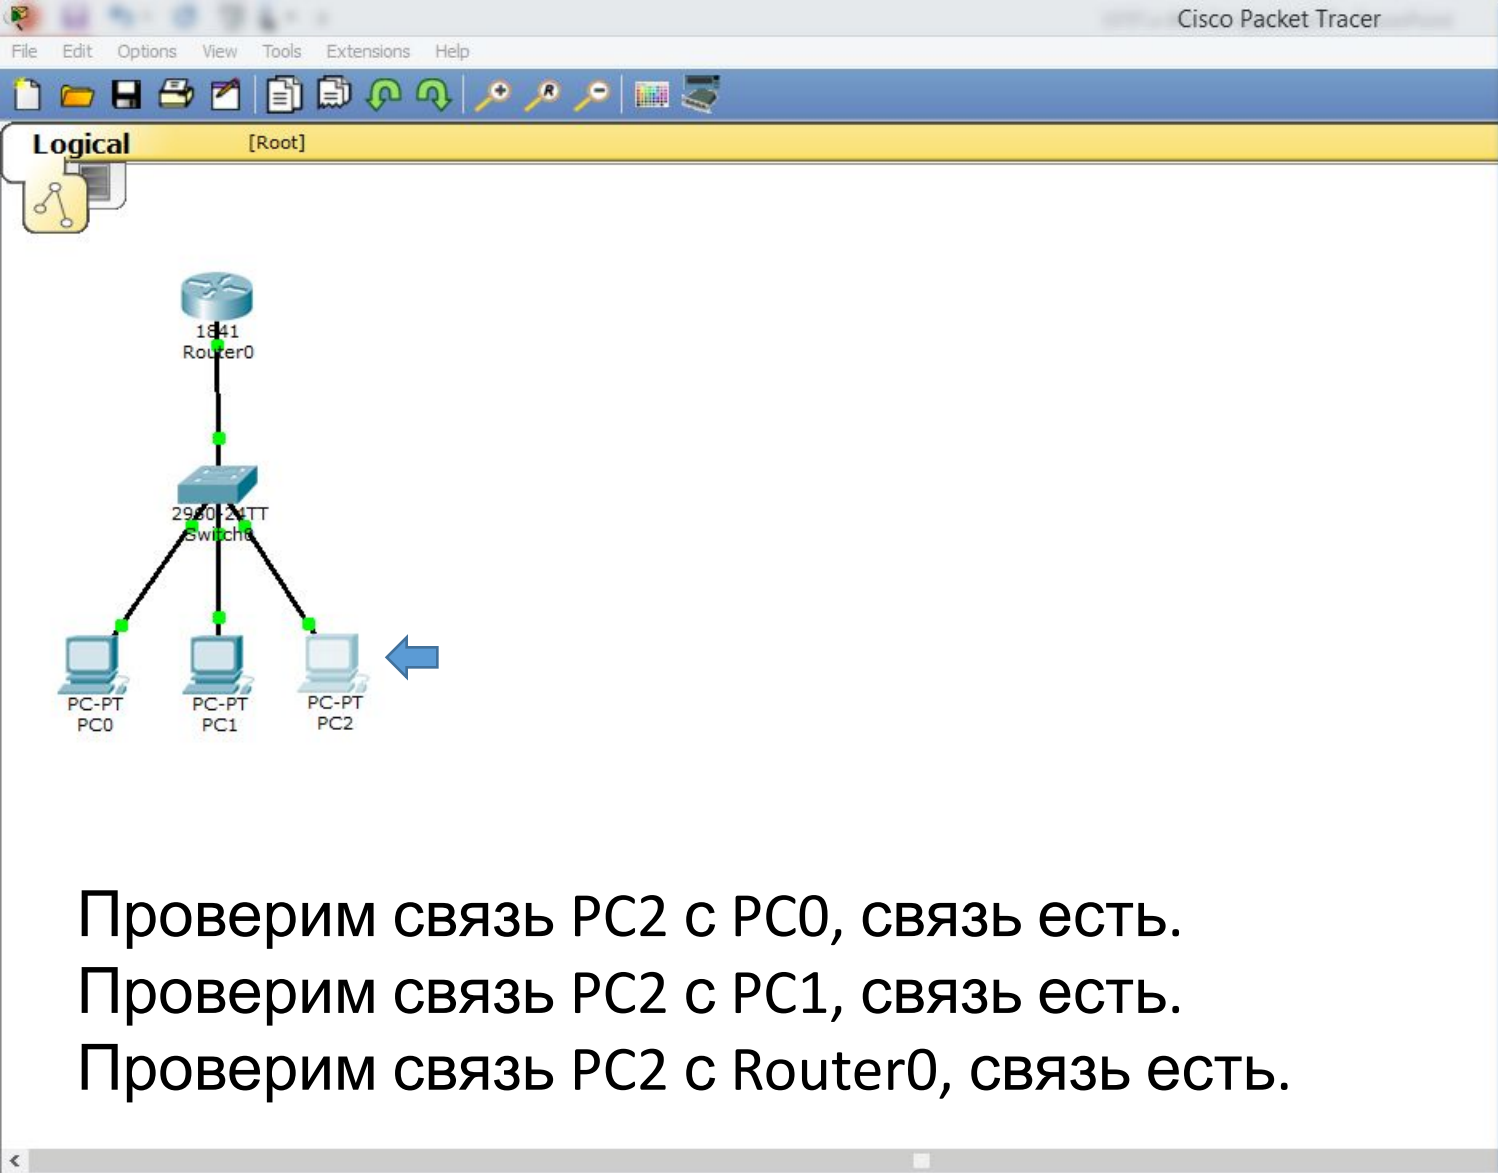 Cisco Packet Tracer
File Edit Options View Tools Extensions Help
Logical [Root]
1841
Router0
2960-24TT
Switch0
PC-PT PC-PT PC-PT
PC0 PC1 PC2
Проверим связь PC2 с PC0, связь есть.
Проверим связь PC2 с PC1, связь есть.
Проверим связь PC2 с Router0, связь есть.